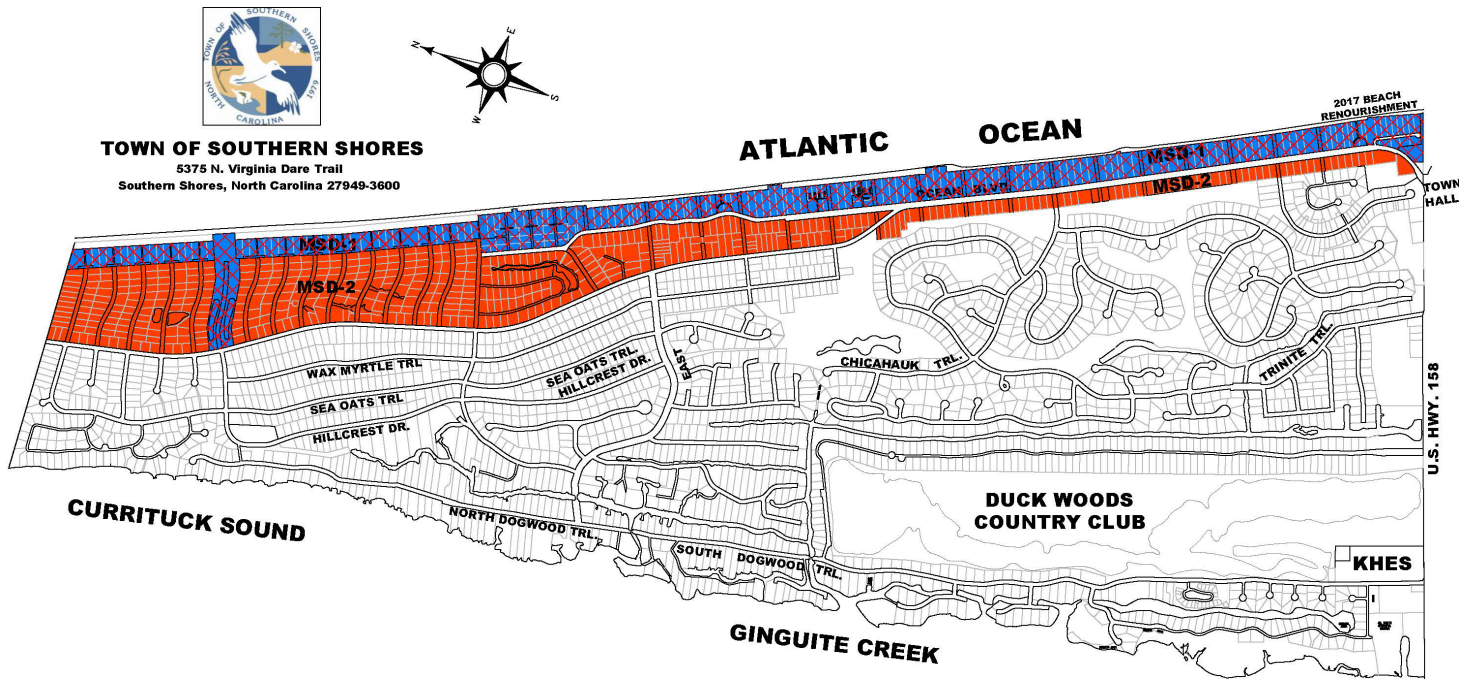 TOWN OF SOUTHERN SHORES
NORTH CAROLINA 1979
N
E
S
W
TOWN OF SOUTHERN SHORES
5375 N. Virginia Dare Trail
Southern Shores, North Carolina 27949-3600
ATLANTIC OCEAN
2017 BEACH
RENOURISHMENT
MSD-1
MSD-2
OCEAN BLVD.
TOWN
HALL
MSD-1
MSD-2
WAX MYRTLE TRL
SEA OATS TRL.
HILLCREST DR.
EAST
CHICAHAUK TRL.
TRINITE TRL.
SEA OATS TRL
HILLCREST DR.
U.S. HWY. 158
CURRITUCK SOUND
NORTH DOGWOOD TRL.
SOUTH DOGWOOD TRL.
DUCK WOODS
COUNTRY CLUB
KHES
GINGUITE CREEK